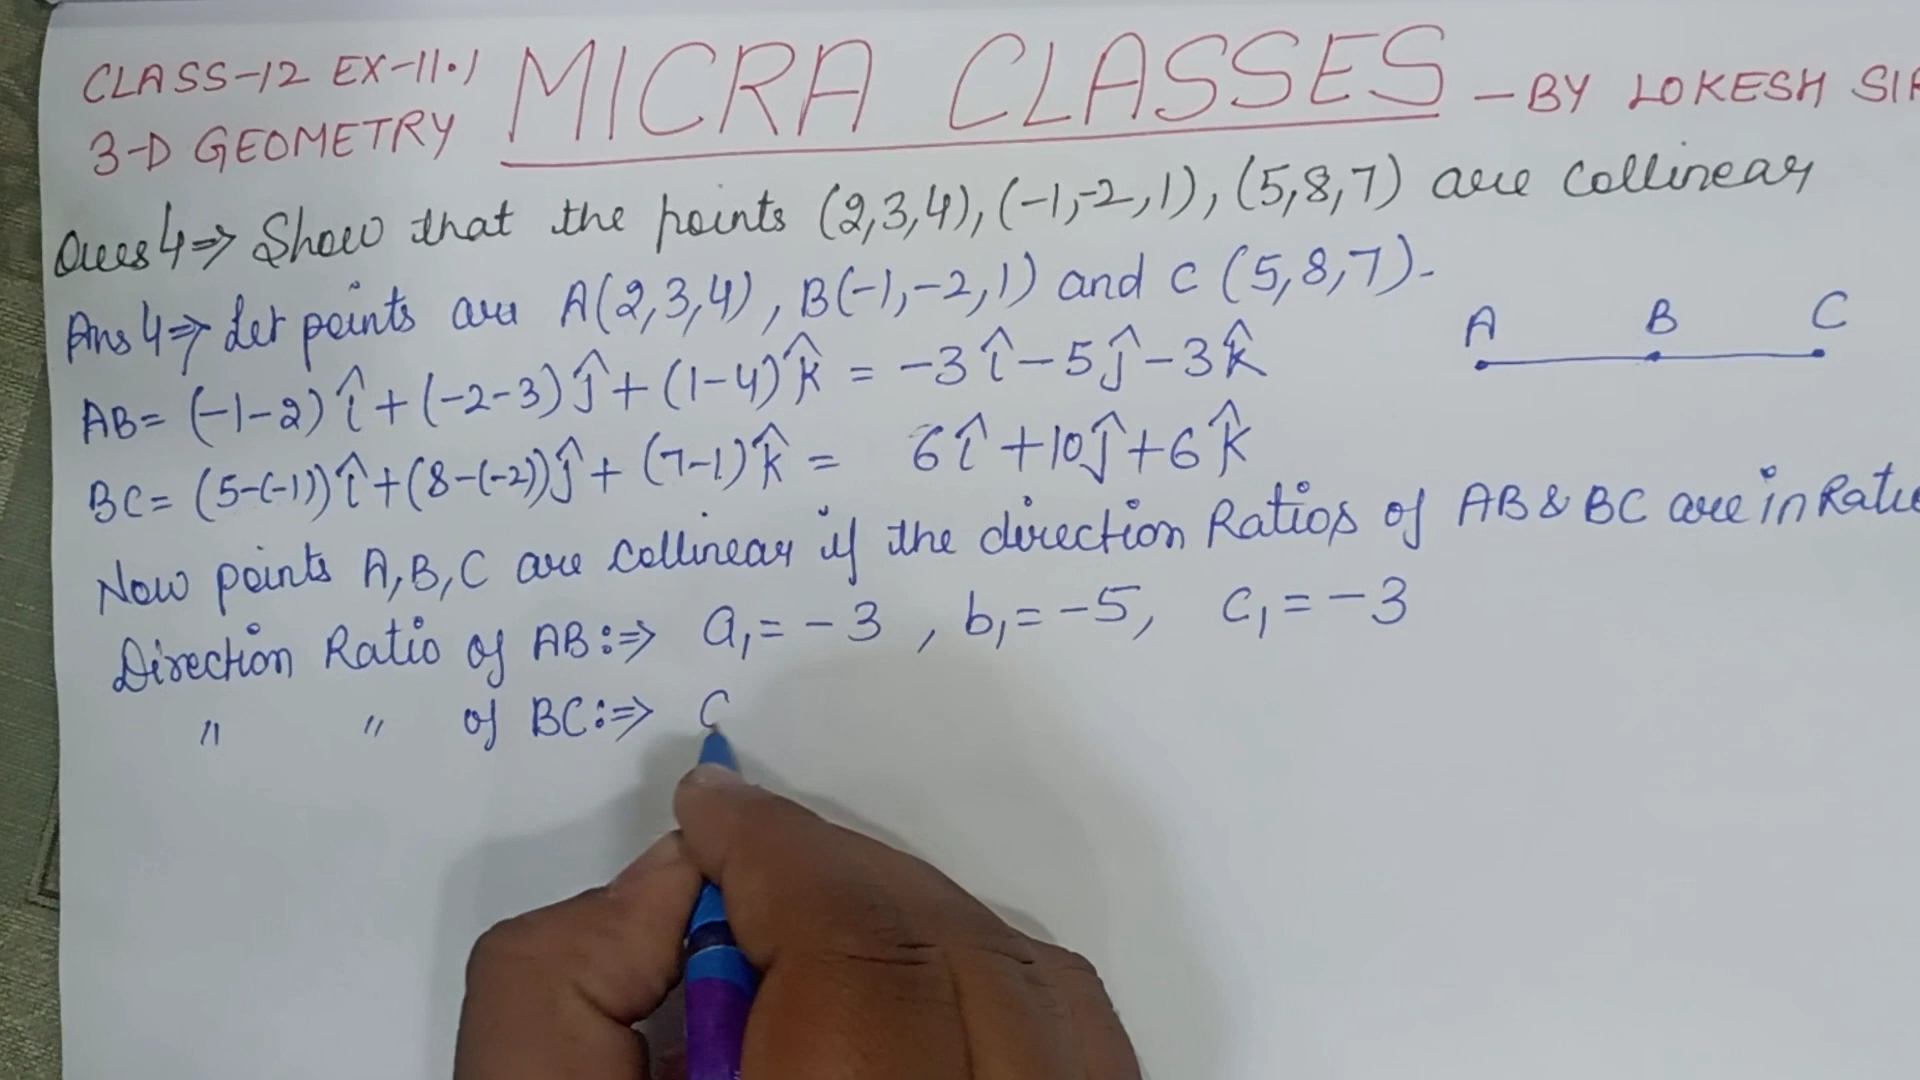 CLASS-12 EX-11.1 MICRA CLASSES - BY LOKESH SIR
3-D GEOMETRY
Ques 4⇒ Show that the points (2,3,4), (-1,-2,1), (5,8,7) are collinear
Ans 4⇒ Let points are A(2,3,4), B(-1,-2,1) and C (5,8,7).
A B C
AB= (-1-2)î+(-2-3)ĵ+(1-4)k̂ = -3î-5ĵ-3k̂
BC= (5-(-1))î+(8-(-2))ĵ+(7-1)k̂ = 6î+10ĵ+6k̂
Now points A,B,C are collinear if the direction Ratios of AB & BC are in Ratio
Direction Ratio of AB:⇒ a₁=-3, b₁=-5, c₁=-3
" " of BC:⇒